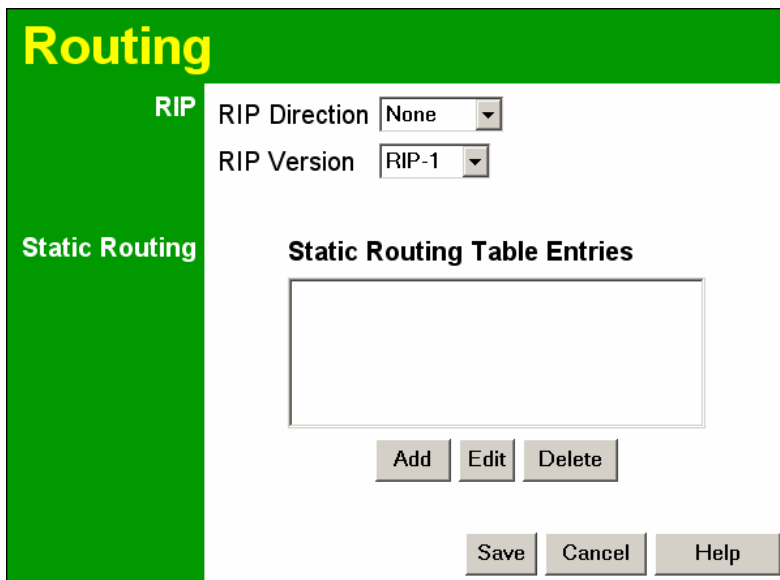 Routing
RIP
RIP Direction None
RIP Version RIP-1
Static Routing
Static Routing Table Entries
Add Edit Delete
Save Cancel Help